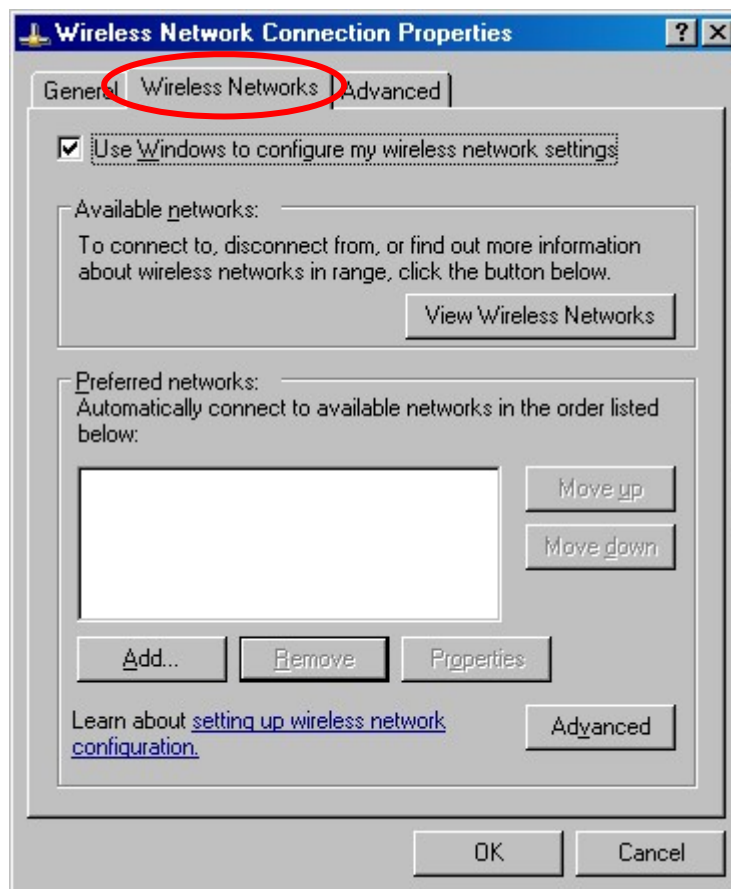 Wireless Network Connection Properties
General Wireless Networks Advanced
Use Windows to configure my wireless network settings
Available networks:
To connect to, disconnect from, or find out more information
about wireless networks in range, click the button below.
View Wireless Networks
Preferred networks:
Automatically connect to available networks in the order listed
below:
Move up
Move down
Add... Remove Properties
Learn about setting up wireless network
configuration.
Advanced
OK Cancel